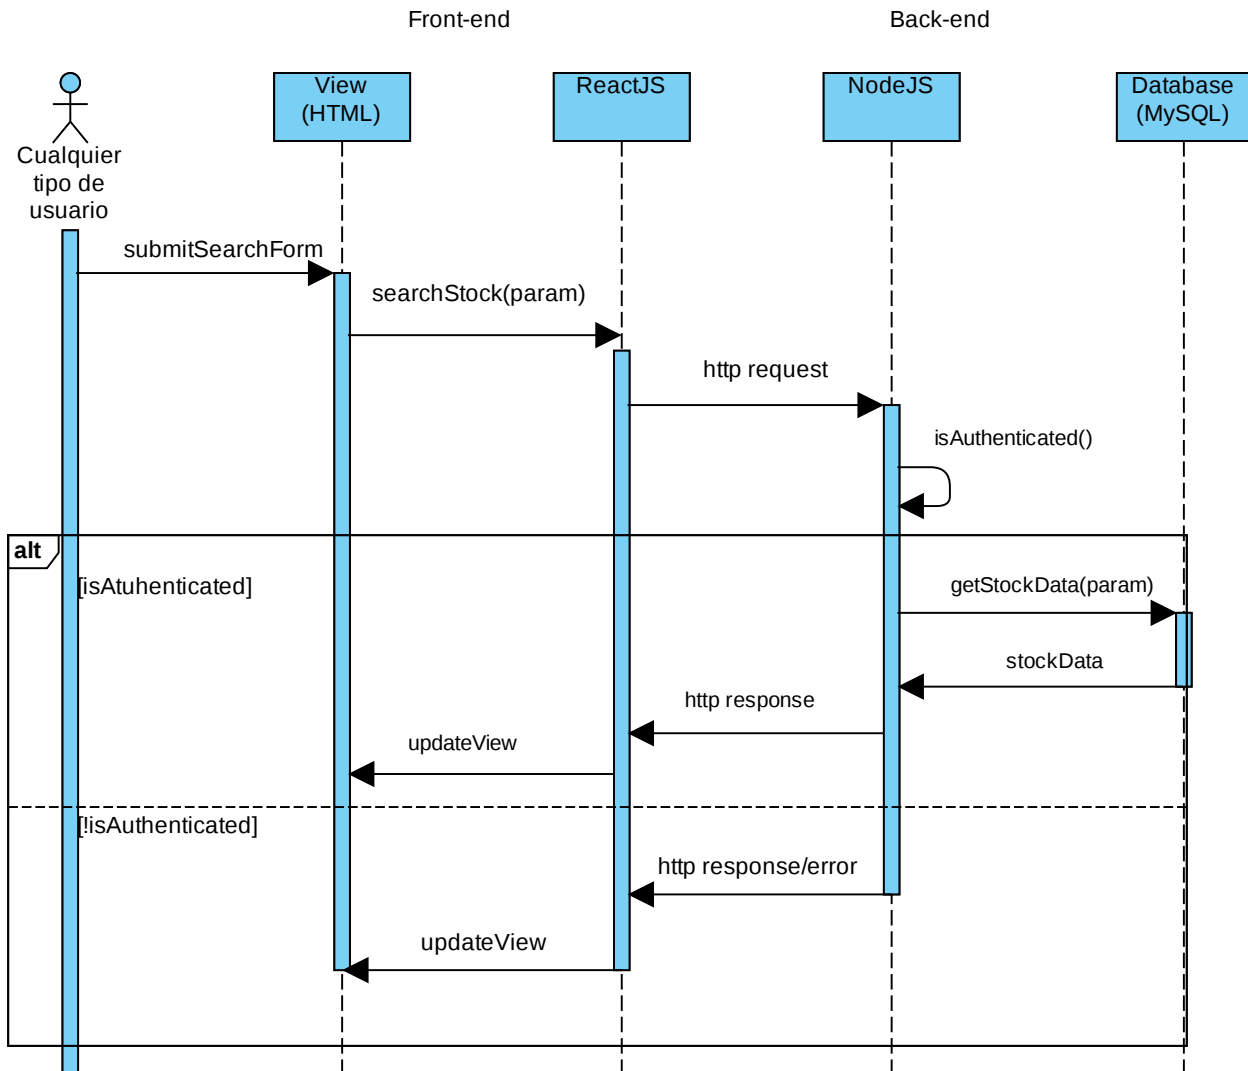 Front-end
Back-end
View
(HTML)
ReactJS
NodeJS
Database
(MySQL)
Cualquier
tipo de
usuario
submitSearchForm
searchStock(param)
http request
isAuthenticated()
alt
[isAtuhenticated]
getStockData(param)
stockData
http response
updateView
[!isAuthenticated]
http response/error
updateView